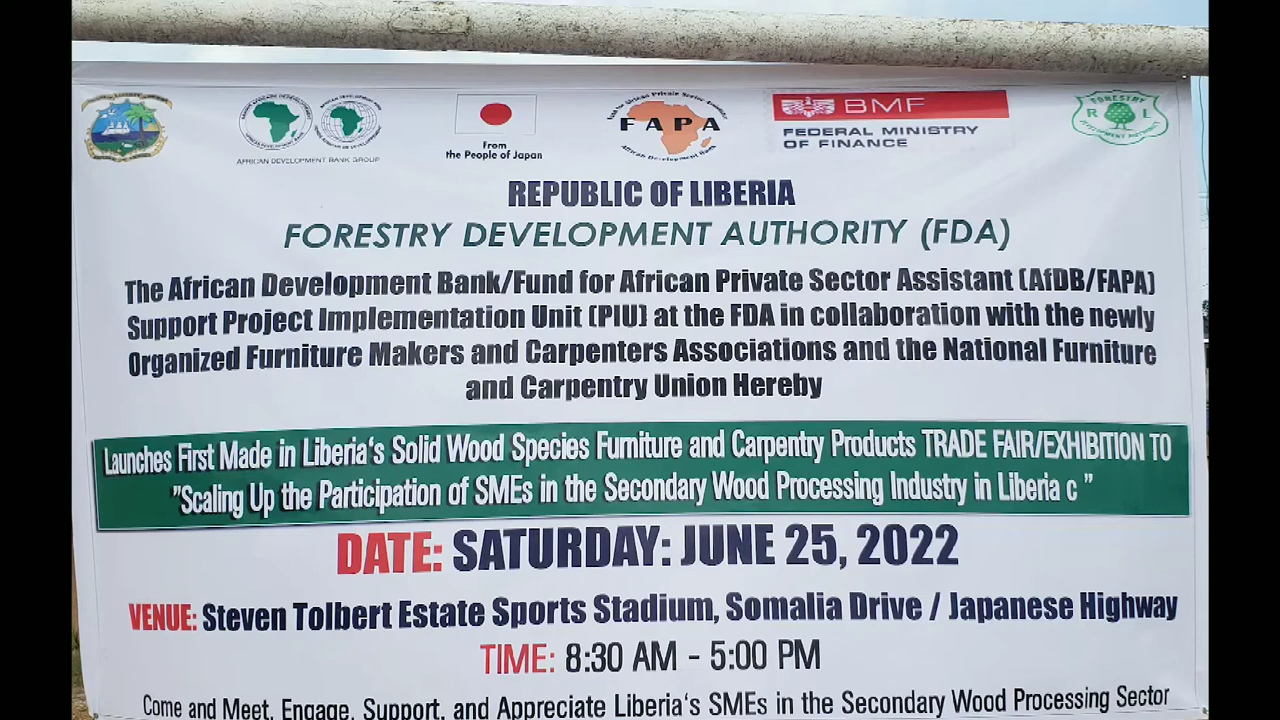 AFRICAN DEVELOPMENT BANK GROUP
From
the People of Japan
FAPA
African Development Bank
BMF
FEDERAL MINISTRY
OF FINANCE
FORESTRY
R L
DEVELOPMENT AUTHORITY
REPUBLIC OF LIBERIA
FORESTRY DEVELOPMENT AUTHORITY (FDA)
The African Development Bank/Fund for African Private Sector Assistant (AfDB/FAPA)
Support Project Implementation Unit (PIU) at the FDA in collaboration with the newly
Organized Furniture Makers and Carpenters Associations and the National Furniture
and Carpentry Union Hereby
Launches First Made in Liberia‘s Solid Wood Species Furniture and Carpentry Products TRADE FAIR/EXHIBITION TO
"Scaling Up the Participation of SMEs in the Secondary Wood Processing Industry in Liberia c "
DATE: SATURDAY: JUNE 25, 2022
VENUE: Steven Tolbert Estate Sports Stadium, Somalia Drive / Japanese Highway
TIME: 8:30 AM - 5:00 PM
Come and Meet, Engage, Support, and Appreciate Liberia‘s SMEs in the Secondary Wood Processing Sector